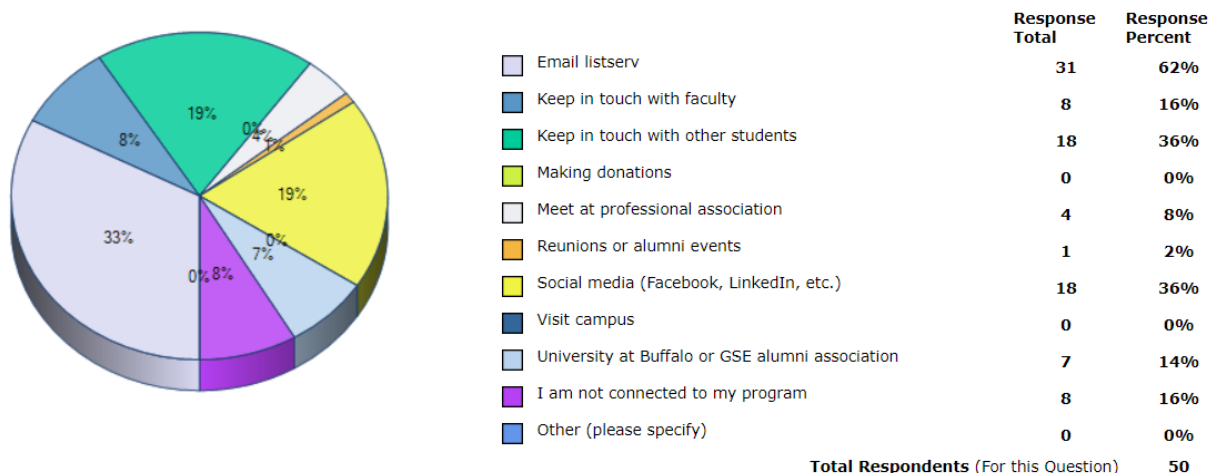 19%
0%
4%
1%
8%
19%
33%
0%
7%
0%
8%
Response Total Response Percent
Email listserv 31 62%
Keep in touch with faculty 8 16%
Keep in touch with other students 18 36%
Making donations 0 0%
Meet at professional association 4 8%
Reunions or alumni events 1 2%
Social media (Facebook, LinkedIn, etc.) 18 36%
Visit campus 0 0%
University at Buffalo or GSE alumni association 7 14%
I am not connected to my program 8 16%
Other (please specify) 0 0%
Total Respondents (For this Question) 50